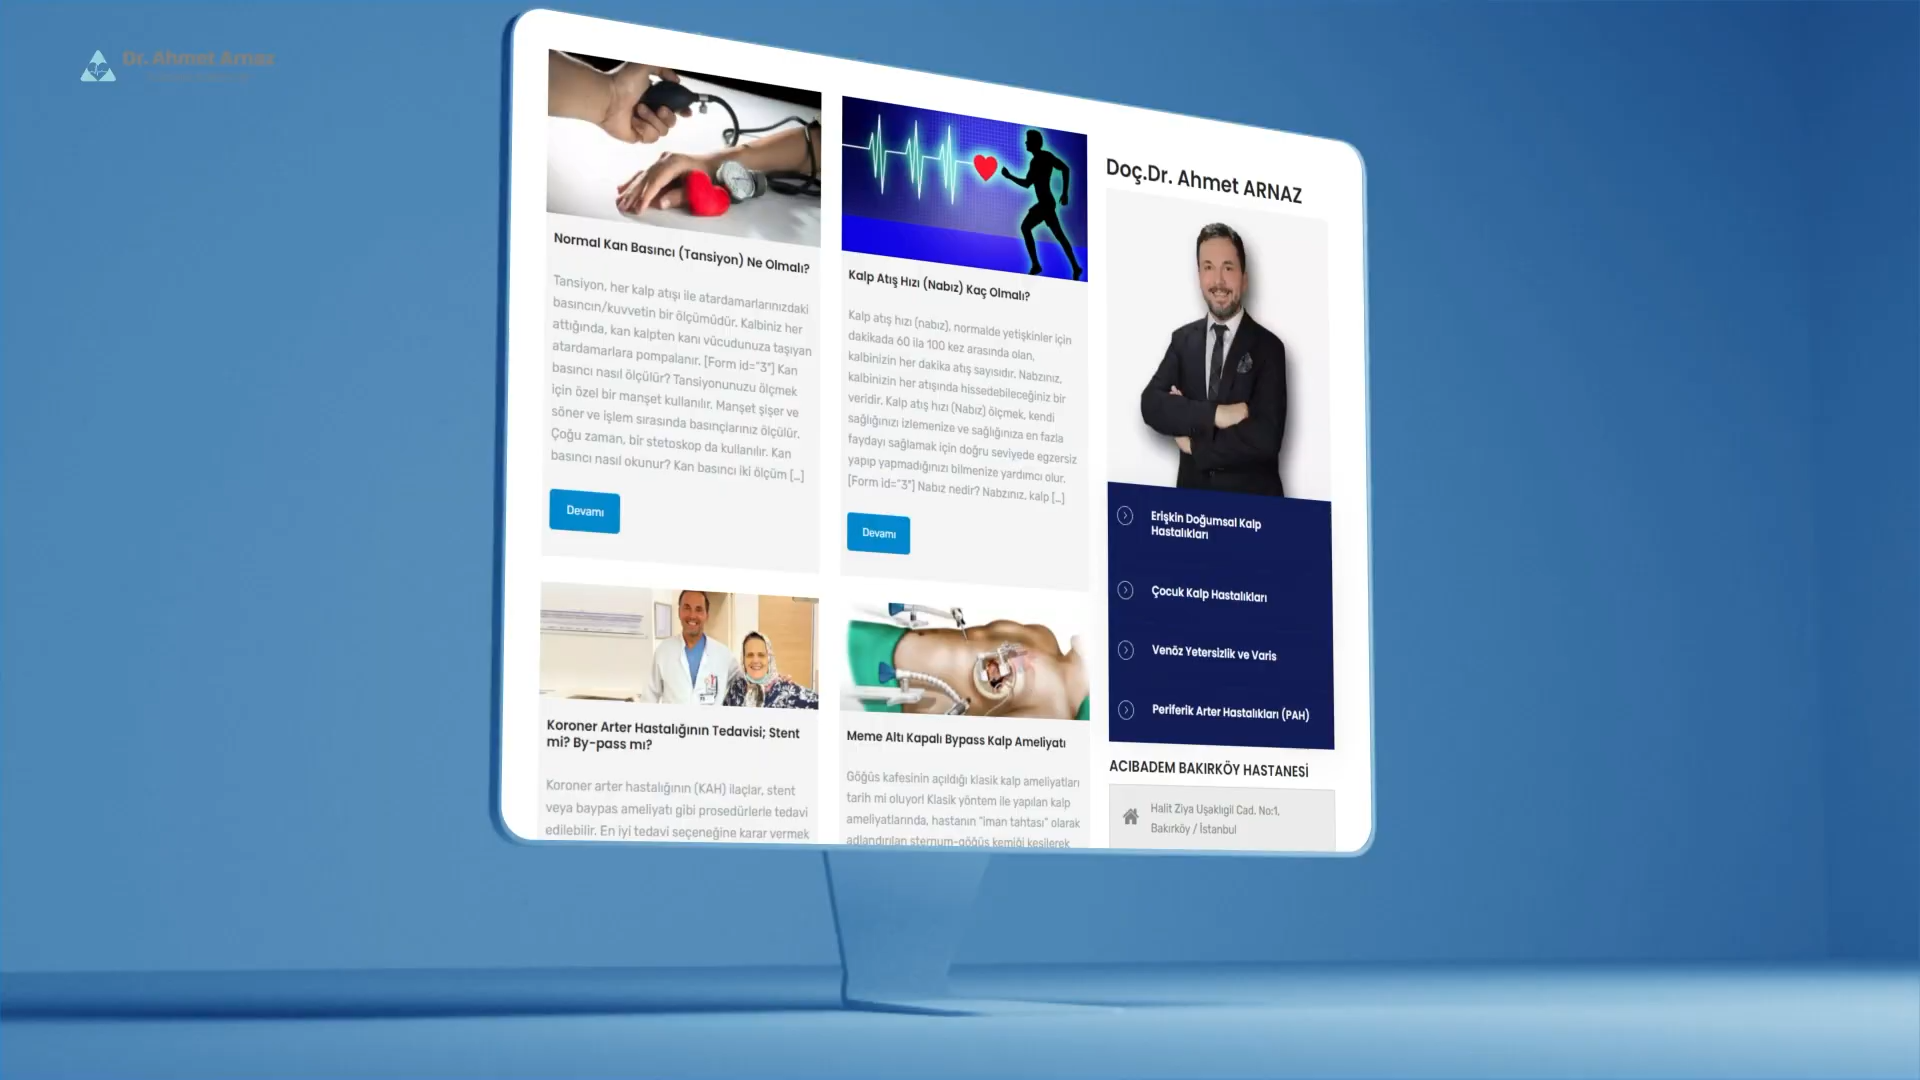 Dr. Ahmet Arnaz
Normal Kan Basıncı (Tansiyon) Ne Olmalı?
Tansiyon, her kalp atışı ile atardamarlarınızdaki
basıncın/kuvvetin bir ölçümüdür. Kalbiniz her
attığında, kan kalpten kanı vücudunuza taşıyan
atardamarlara pompalanır. [Form id="3"] Kan
basıncı nasıl ölçülür? Tansiyonunuzu ölçmek
için özel bir manşet kullanılır. Manşet şişer ve
söner ve işlem sırasında basınçlarınız ölçülür.
Çoğu zaman, bir stetoskop da kullanılır. Kan
basıncı nasıl okunur? Kan basıncı iki ölçüm [...]
Devamı
Kalp Atış Hızı (Nabız) Kaç Olmalı?
Kalp atış hızı (nabız), normalde yetişkinler için
dakikada 60 ila 100 kez arasında olan,
kalbinizin her dakika atış sayısıdır. Nabzınız,
kalbinizin her atışında hissedebileceğiniz bir
veridir. Kalp atış hızı (Nabız) ölçmek, kendi
sağlığınızı izlemenize ve sağlığınıza en fazla
faydayı sağlamak için doğru seviyede egzersiz
yapıp yapmadığınızı bilmenize yardımcı olur.
[Form id="3"] Nabız nedir? Nabzınız, kalp [...]
Devamı
Koroner Arter Hastalığının Tedavisi; Stent
mi? By-pass mı?
Koroner arter hastalığının (KAH) ilaçlar, stent
veya baypas ameliyatı gibi prosedürlerle tedavi
edilebilir. En iyi tedavi seçeneğine karar vermek
Meme Altı Kapalı Bypass Kalp Ameliyatı
Göğüs kafesinin açıldığı klasik kalp ameliyatları
tarih mi oluyor! Klasik yöntem ile yapılan kalp
ameliyatlarında, hastanın "iman tahtası" olarak
adlandırılan sternum-göğüs kemiği kesilerek
Doç.Dr. Ahmet ARNAZ
Erişkin Doğumsal Kalp
Hastalıkları
Çocuk Kalp Hastalıkları
Venöz Yetersizlik ve Varis
Periferik Arter Hastalıkları (PAH)
ACIBADEM BAKIRKÖY HASTANESİ
Halit Ziya Uşaklıgil Cad. No:1,
Bakırköy / İstanbul